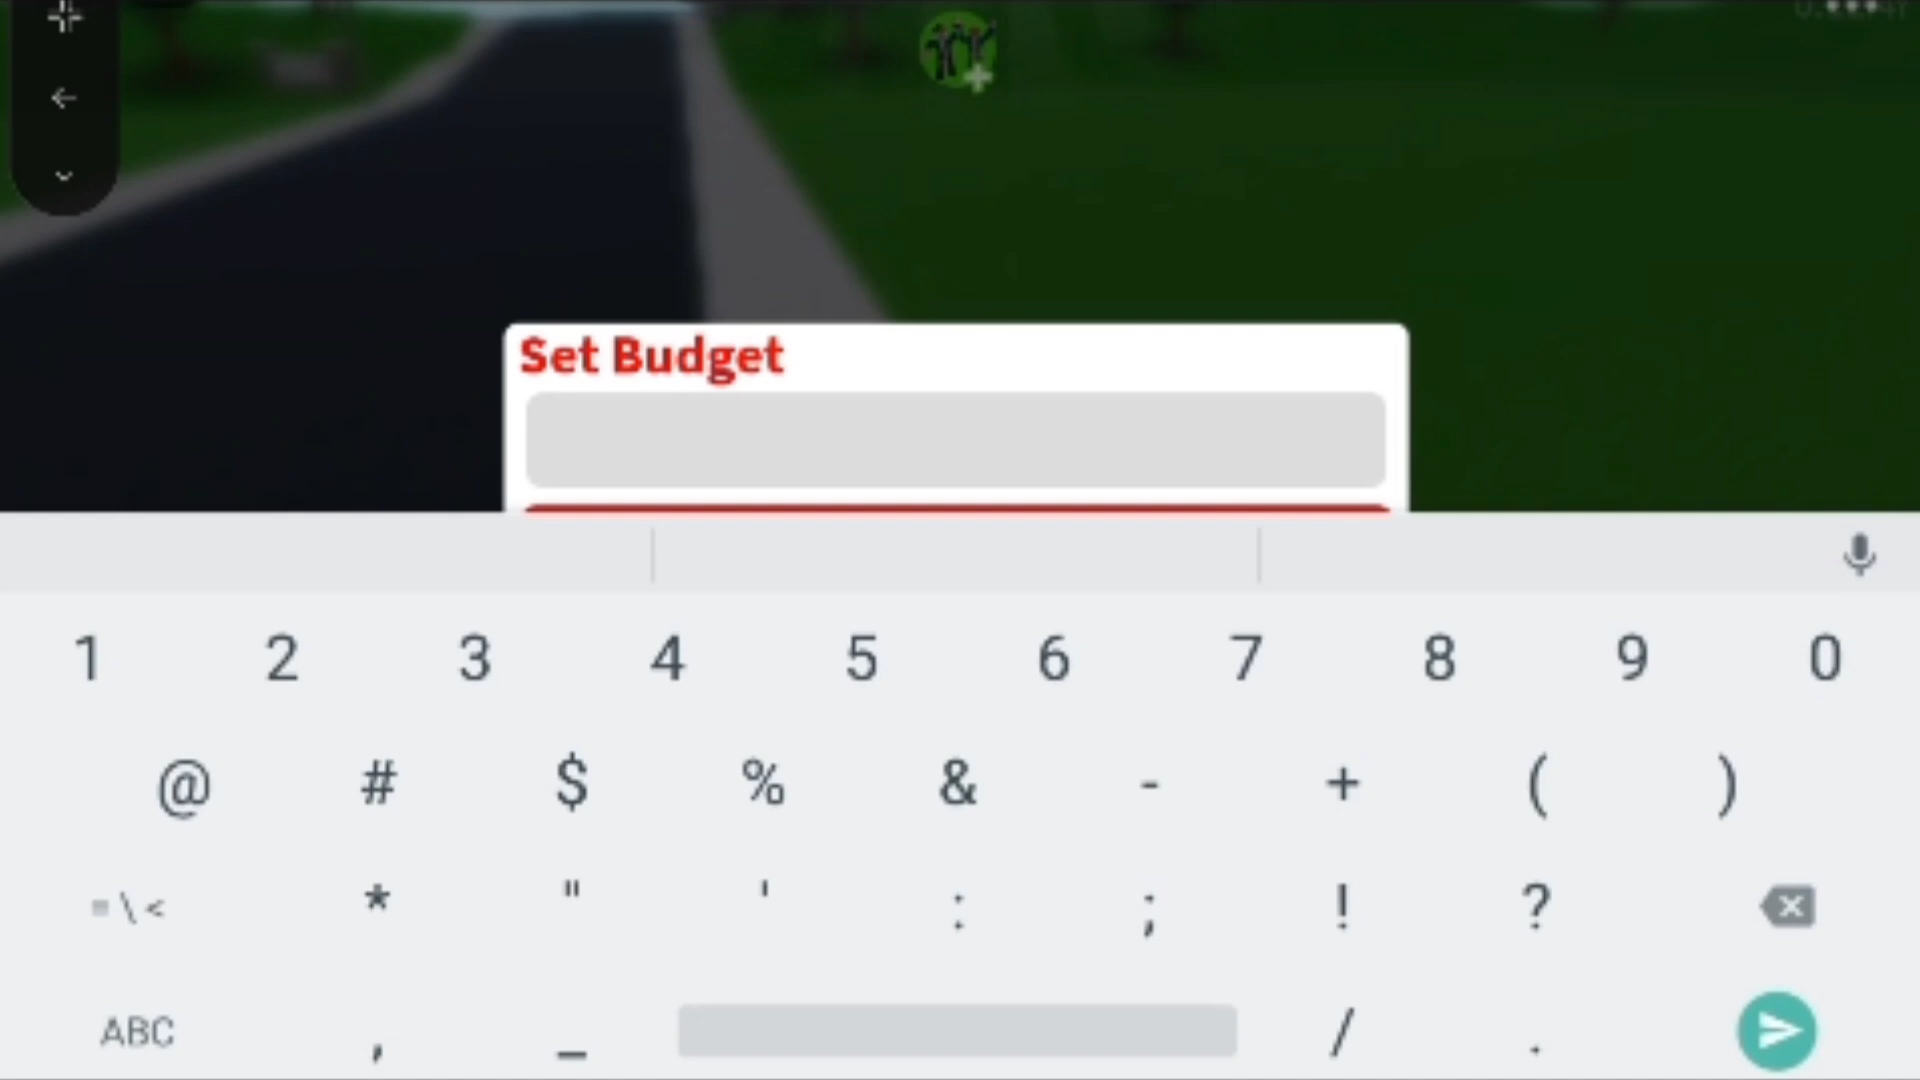 Set Budget
1 2 3 4 5 6 7 8 9 0
@ # $ % & - + ( )
= \ < * " ' : ; ! ?
ABC , _ / .